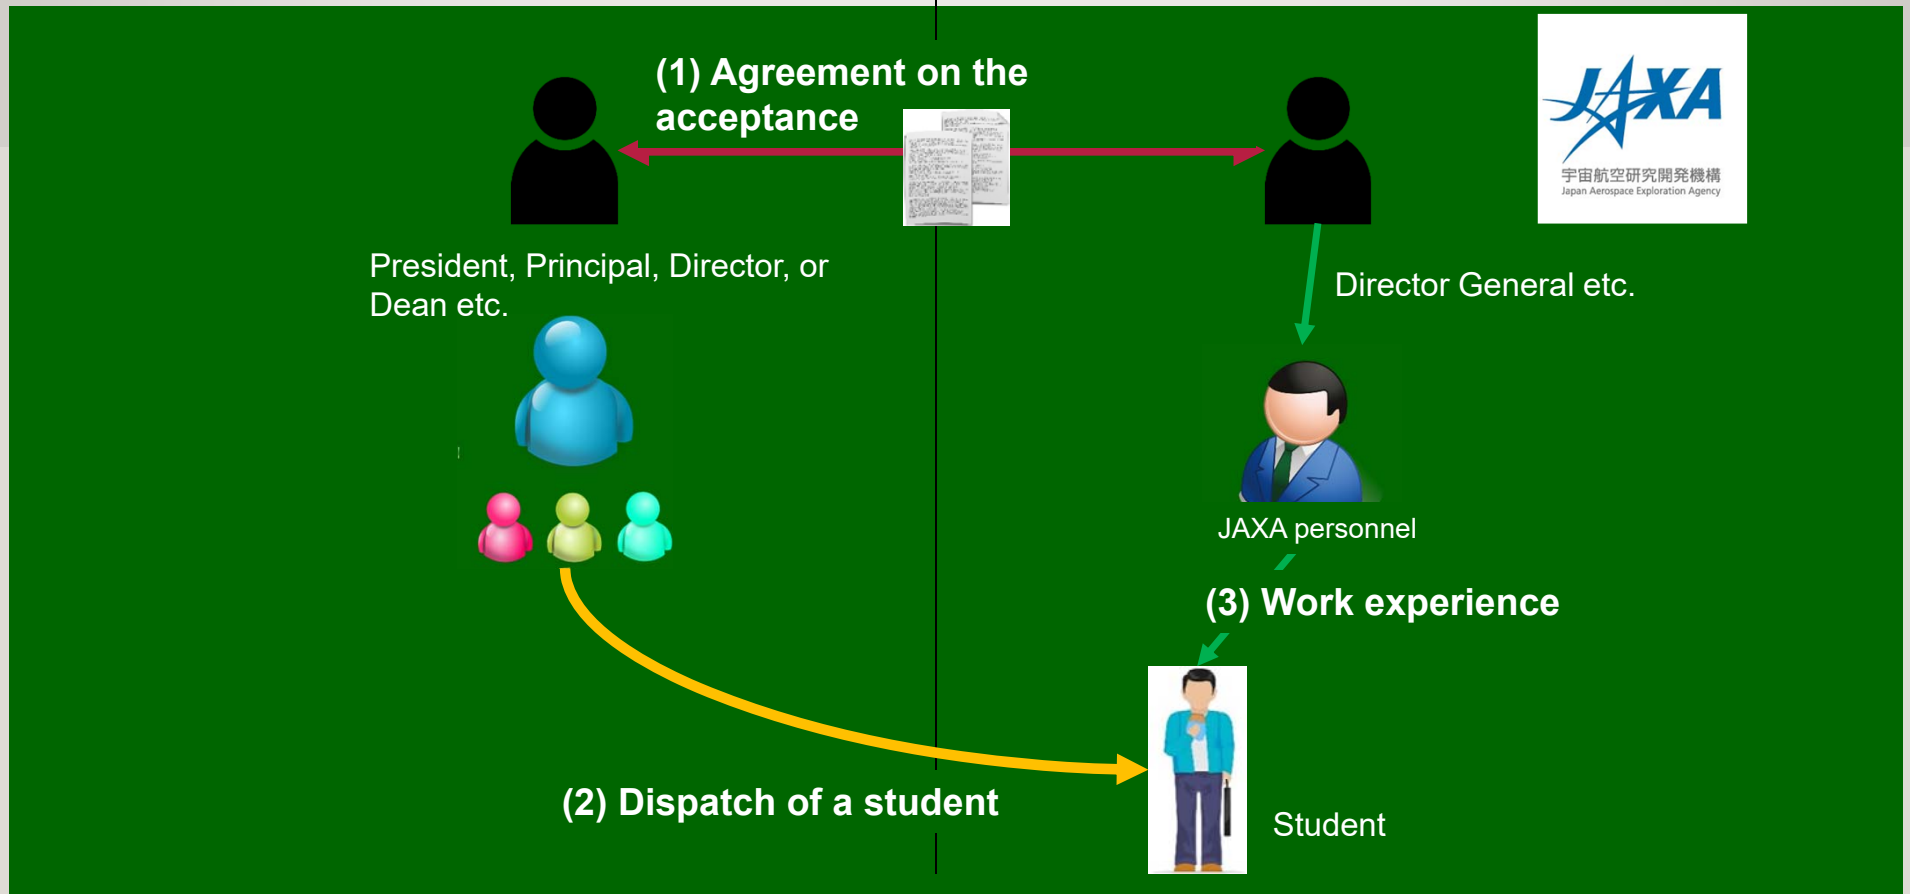 (1) Agreement on the
acceptance
JAXA
宇宙航空研究開発機構
Japan Aerospace Exploration Agency
President, Principal, Director, or
Dean etc.
Director General etc.
JAXA personnel
(3) Work experience
(2) Dispatch of a student
Student